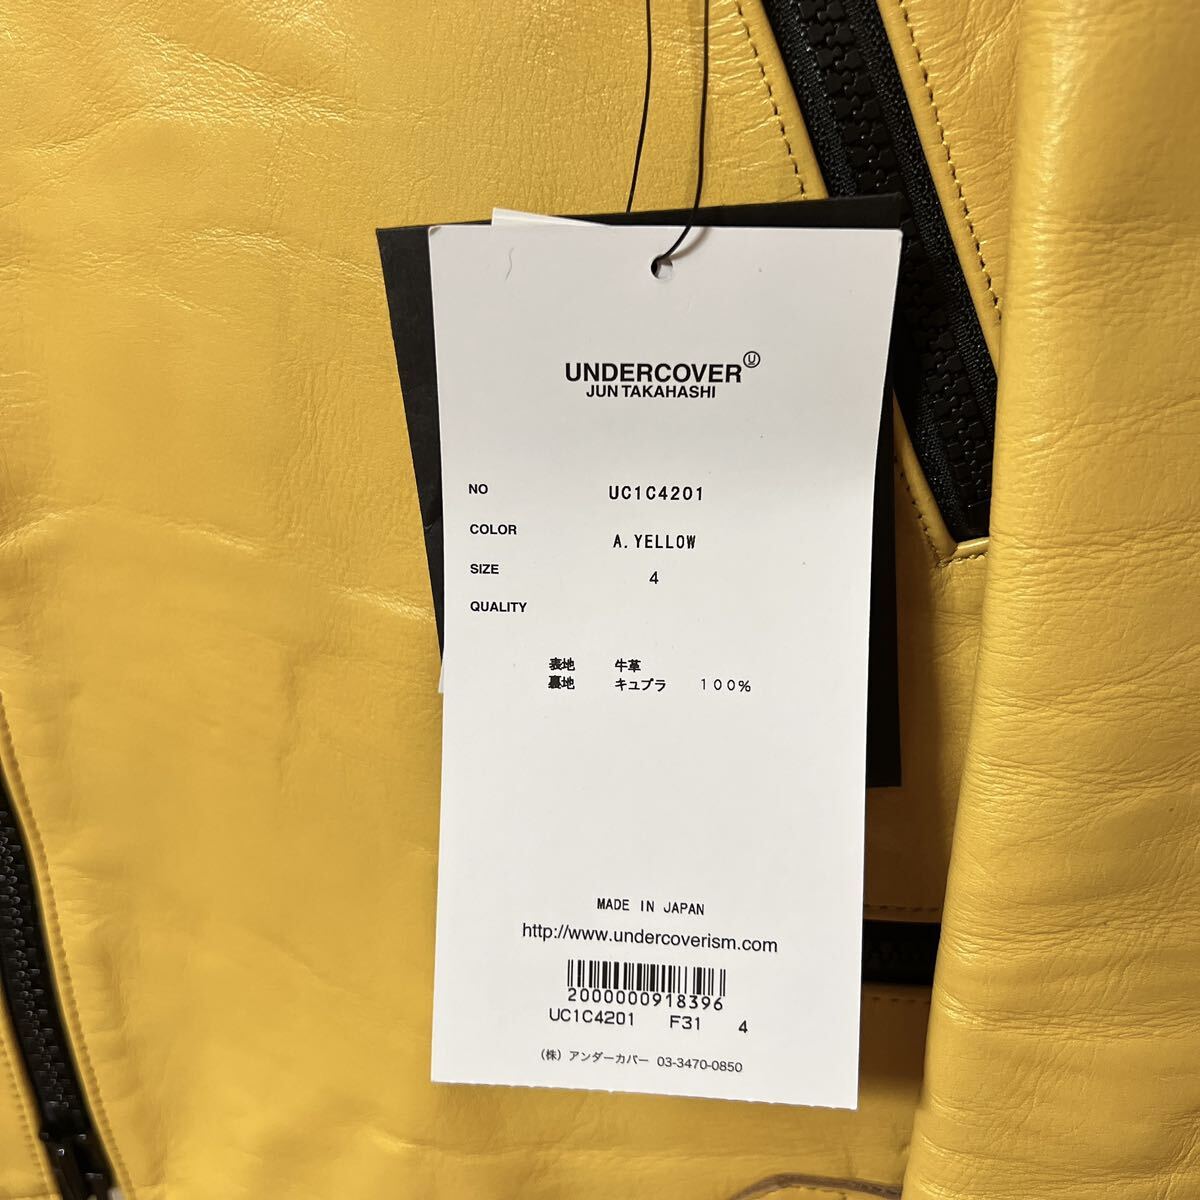 UNDERCOVER Ⓤ
JUN TAKAHASHI
NO UC1C4201
COLOR A.YELLOW
SIZE 4
QUALITY
表地 牛革
裏地 キュプラ 100%
MADE IN JAPAN
http://www.undercoverism.com
2000000918396
UC1C4201 F31 4
(株) アンダーカバー 03-3470-0850